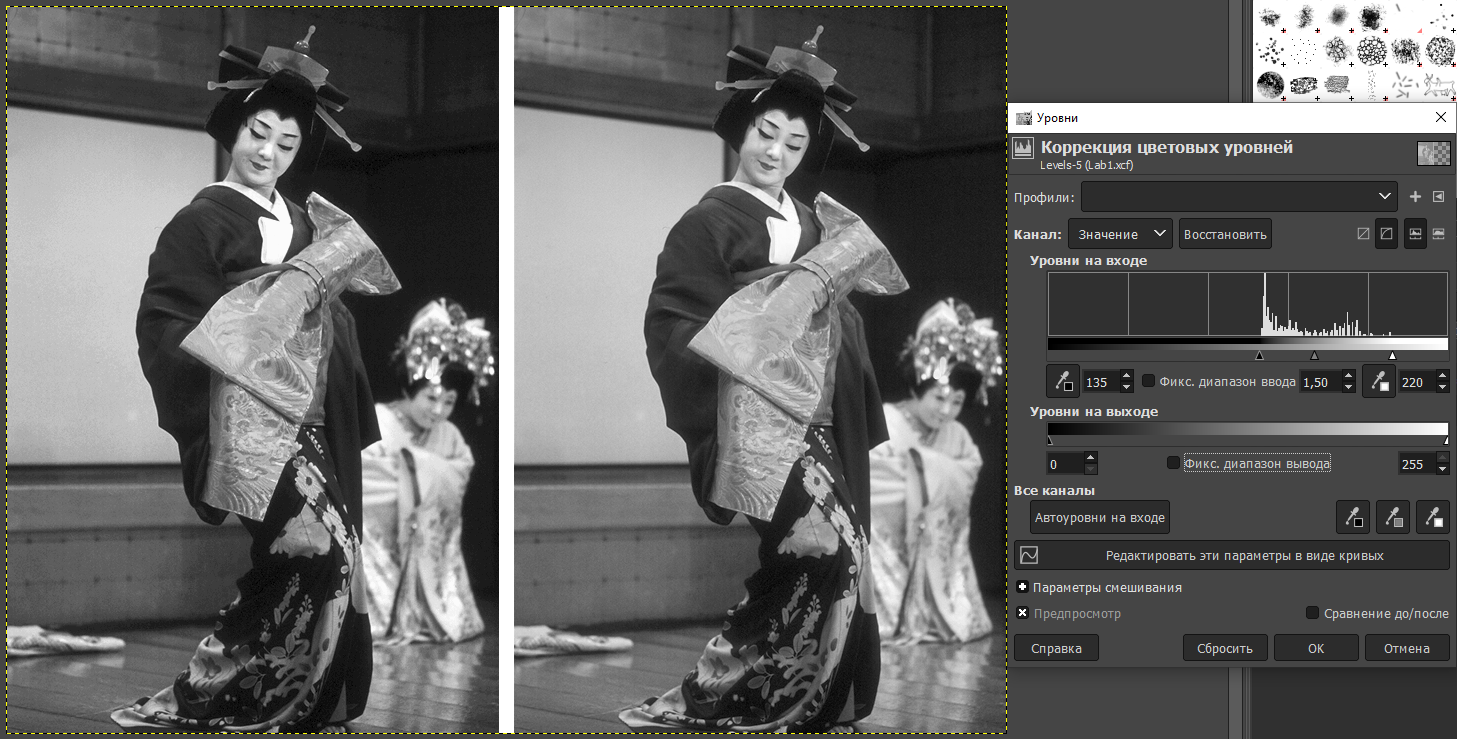 Уровни
Коррекция цветовых уровней
Levels-5 (Lab1.xcf)
Профили:
Канал: Значение Восстановить
Уровни на входе
135 Фикс. диапазон ввода 1,50 220
Уровни на выходе
0 Фикс. диапазон вывода 255
Все каналы
Автоуровни на входе
Редактировать эти параметры в виде кривых
Параметры смешивания
Предпросмотр Сравнение до/после
Справка Сбросить ОК Отмена